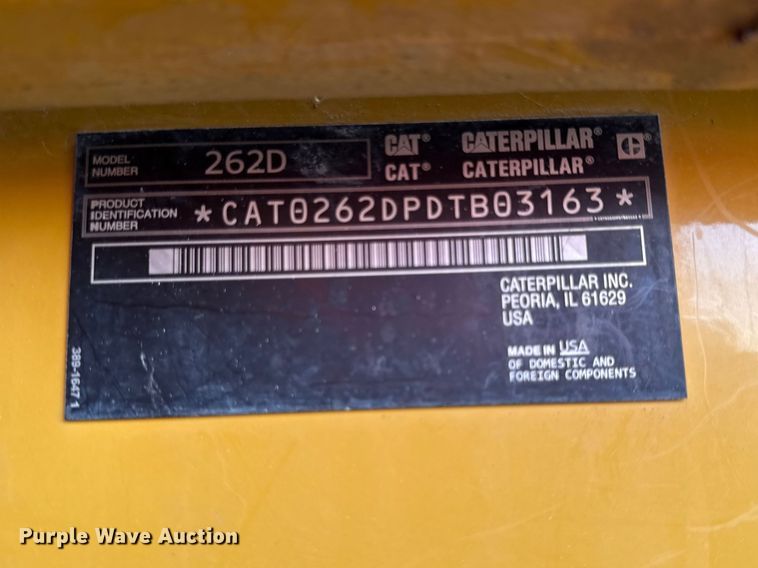 MODEL NUMBER 262D
CAT® CATERPILLAR®
CAT® CATERPILLAR®
PRODUCT IDENTIFICATION NUMBER *CAT0262DPDTB03163*
CATERPILLAR INC.
PEORIA, IL 61629
USA
MADE IN USA
OF DOMESTIC AND
FOREIGN COMPONENTS
389-1647 1
Purple Wave Auction